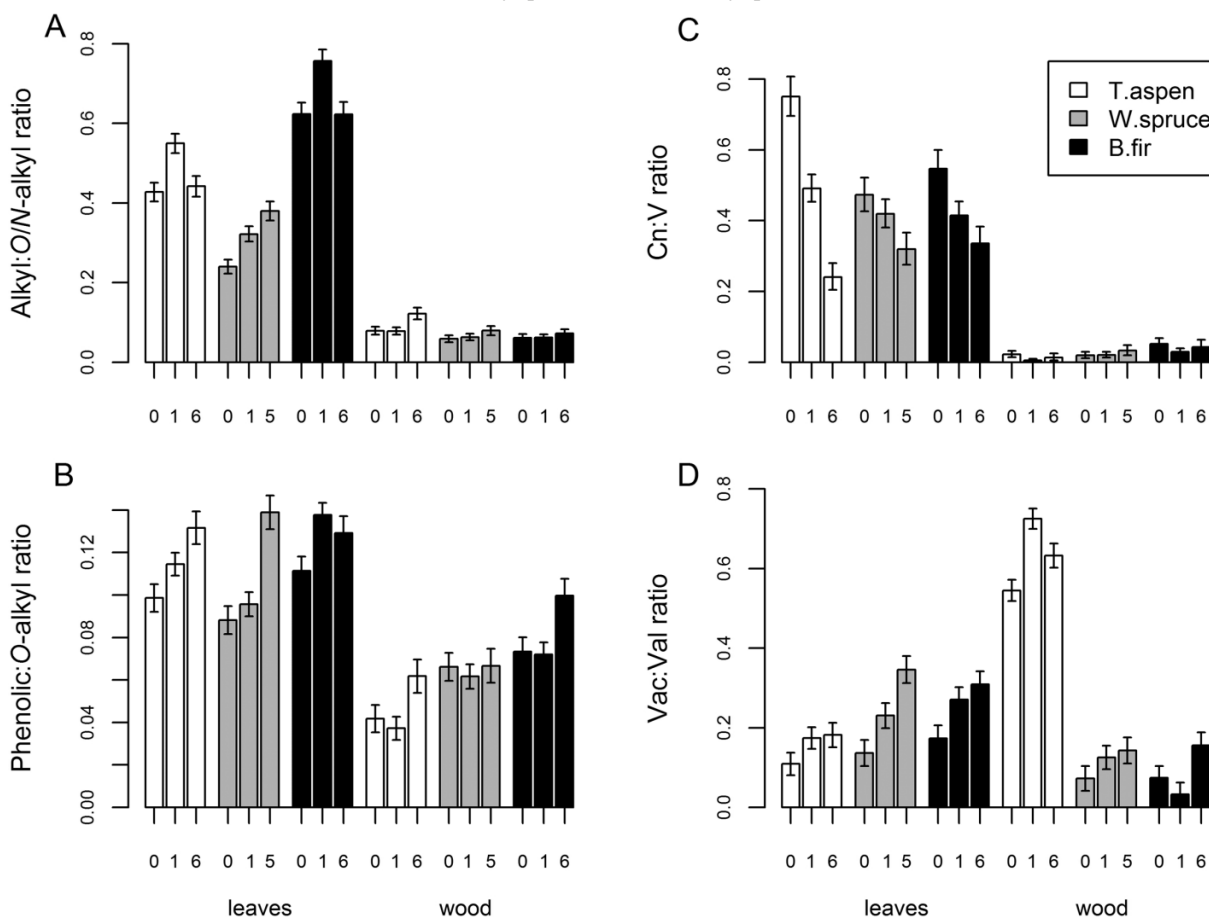 A
Alkyl:O/N-alkyl ratio
0.0 0.2 0.4 0.6 0.8
0 1 6 0 1 5 0 1 6 0 1 6 0 1 5 0 1 6
C
Cn:V ratio
0.0 0.2 0.4 0.6 0.8
T.aspen
W.spruce
B.fir
0 1 6 0 1 5 0 1 6 0 1 6 0 1 5 0 1 6
B
Phenolic:O-alkyl ratio
0.00 0.04 0.08 0.12
0 1 6 0 1 5 0 1 6 0 1 6 0 1 5 0 1 6
leaves wood
D
Vac:Val ratio
0.0 0.2 0.4 0.6 0.8
0 1 6 0 1 5 0 1 6 0 1 6 0 1 5 0 1 6
leaves wood